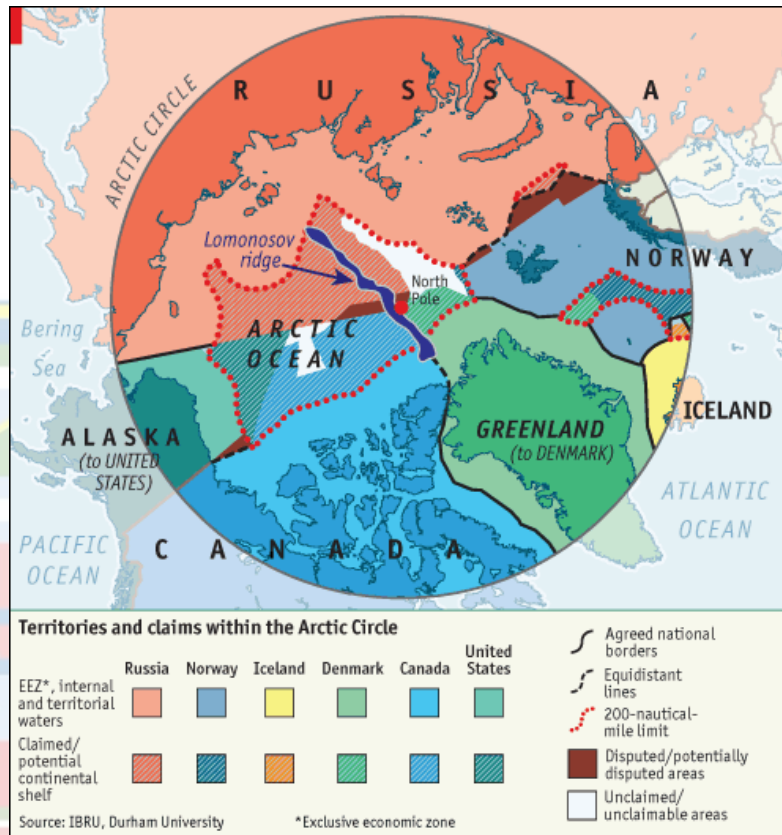 RUSSIA
ARCTIC CIRCLE
Lomonosov
ridge
North
Pole
NORWAY
ARCTIC
OCEAN
Bering
Sea
ICELAND
ALASKA
(to UNITED
STATES)
GREENLAND
(to DENMARK)
ATLANTIC
OCEAN
PACIFIC
OCEAN
CANADA
Territories and claims within the Arctic Circle
Russia Norway Iceland Denmark Canada United
States
EEZ*, internal
and territorial
waters
Claimed/
potential
continental
shelf
Agreed national
borders
Equidistant
lines
200-nautical-
mile limit
Disputed/potentially
disputed areas
Unclaimed/
unclaimable areas
Source: IBRU, Durham University *Exclusive economic zone